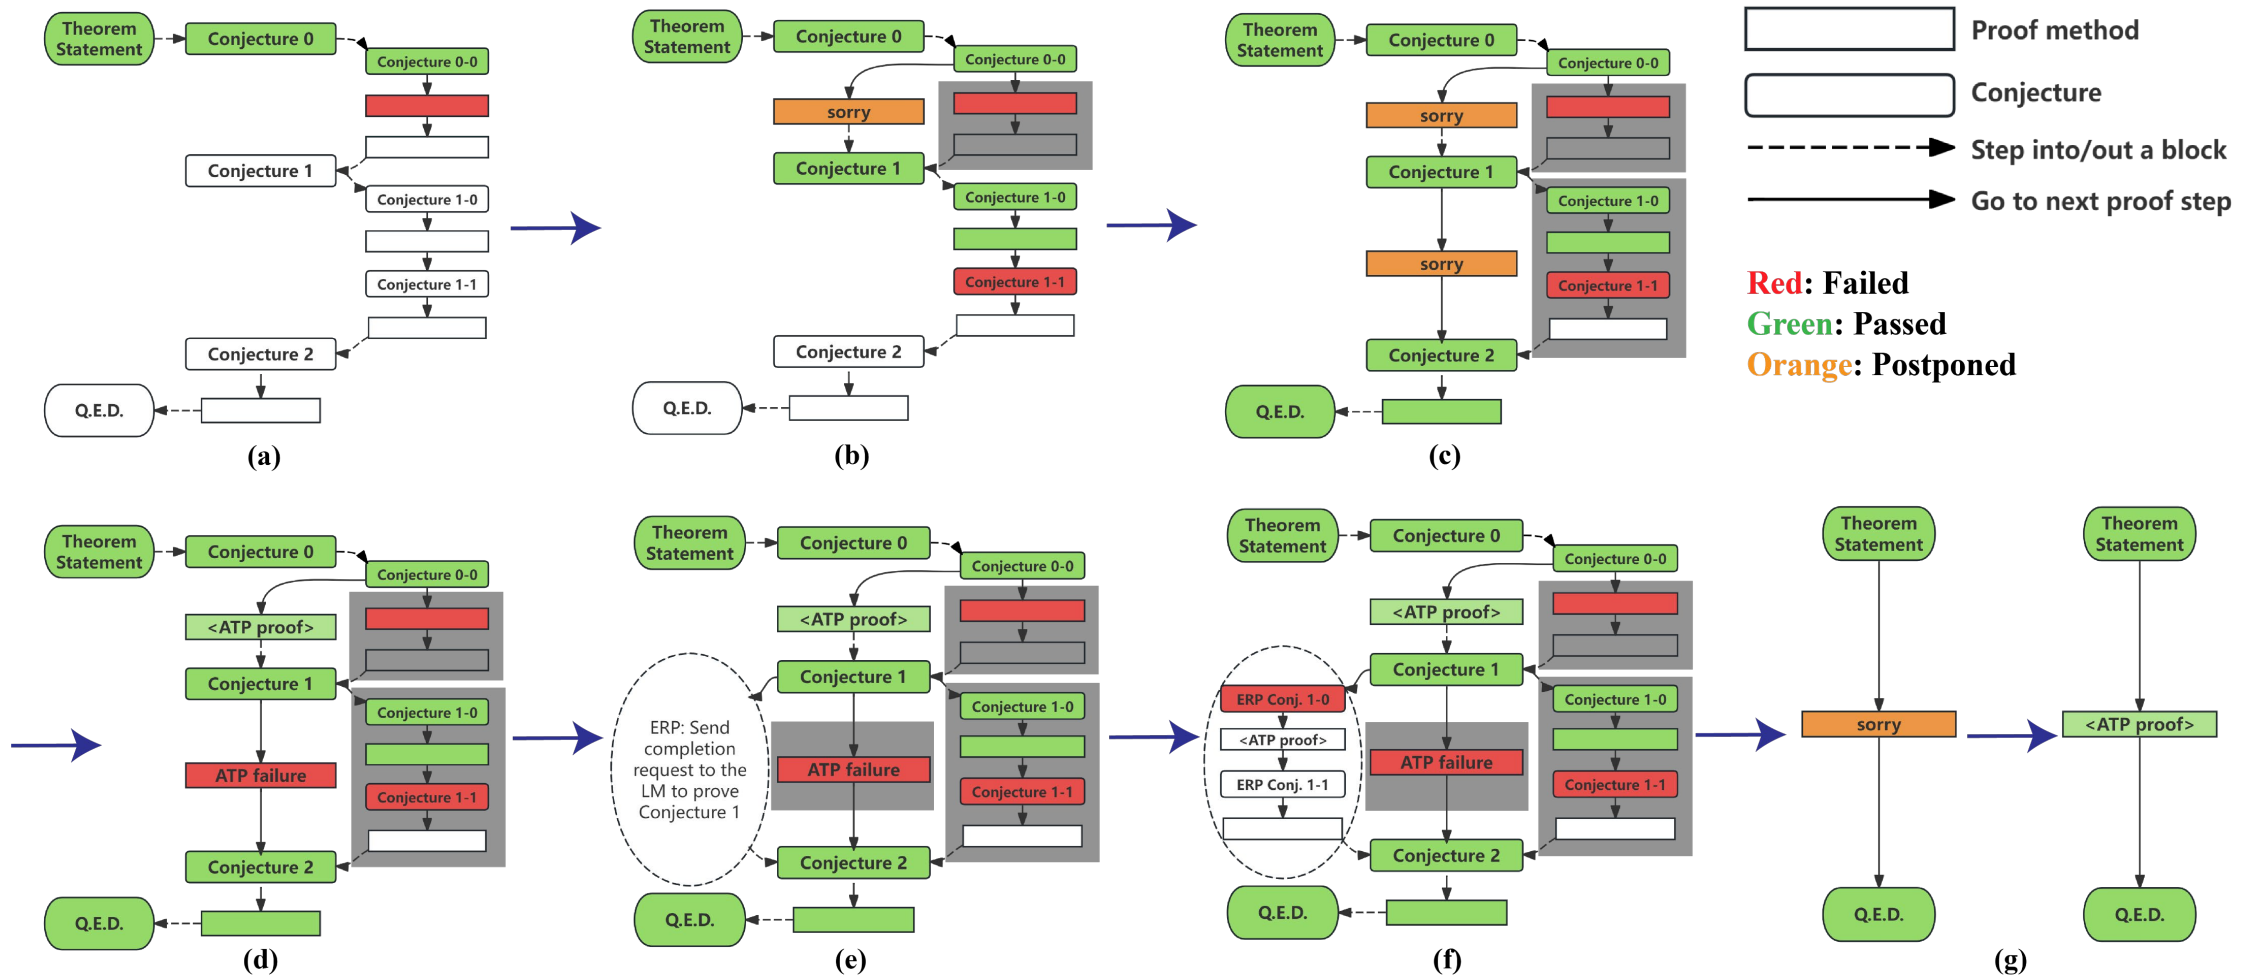 Theorem
Statement
Conjecture 0
Conjecture 0-0
Conjecture 1
Conjecture 1-0
Conjecture 1-1
Conjecture 2
Q.E.D.
(a)
Theorem
Statement
Conjecture 0
Conjecture 0-0
sorry
Conjecture 1
Conjecture 1-0
Conjecture 1-1
Conjecture 2
Q.E.D.
(b)
Theorem
Statement
Conjecture 0
Conjecture 0-0
sorry
Conjecture 1
Conjecture 1-0
sorry
Conjecture 1-1
Conjecture 2
Q.E.D.
(c)
Proof method
Conjecture
Step into/out a block
Go to next proof step
Red: Failed
Green: Passed
Orange: Postponed
Theorem
Statement
Conjecture 0
Conjecture 0-0
<ATP proof>
Conjecture 1
Conjecture 1-0
ATP failure
Conjecture 1-1
Conjecture 2
Q.E.D.
(d)
Theorem
Statement
Conjecture 0
Conjecture 0-0
<ATP proof>
Conjecture 1
Conjecture 1-0
ERP: Send
completion
request to the
LM to prove
Conjecture 1
ATP failure
Conjecture 1-1
Conjecture 2
Q.E.D.
(e)
Theorem
Statement
Conjecture 0
Conjecture 0-0
<ATP proof>
Conjecture 1
ERP Conj. 1-0
Conjecture 1-0
<ATP proof>
ATP failure
ERP Conj. 1-1
Conjecture 1-1
Conjecture 2
Q.E.D.
(f)
Theorem
Statement
sorry
Q.E.D.
Theorem
Statement
<ATP proof>
Q.E.D.
(g)